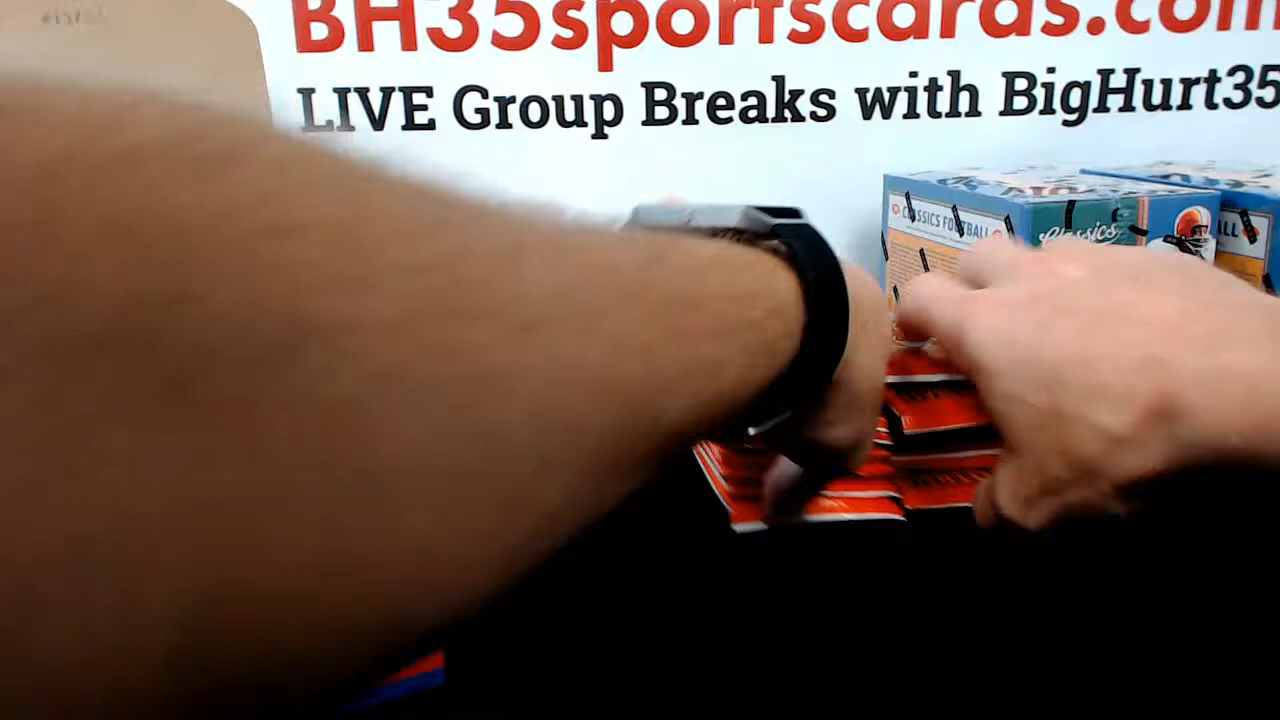 BH35sportscards.com
LIVE Group Breaks with BigHurt35
CLASSICS FOOTBALL
Classics
ALL